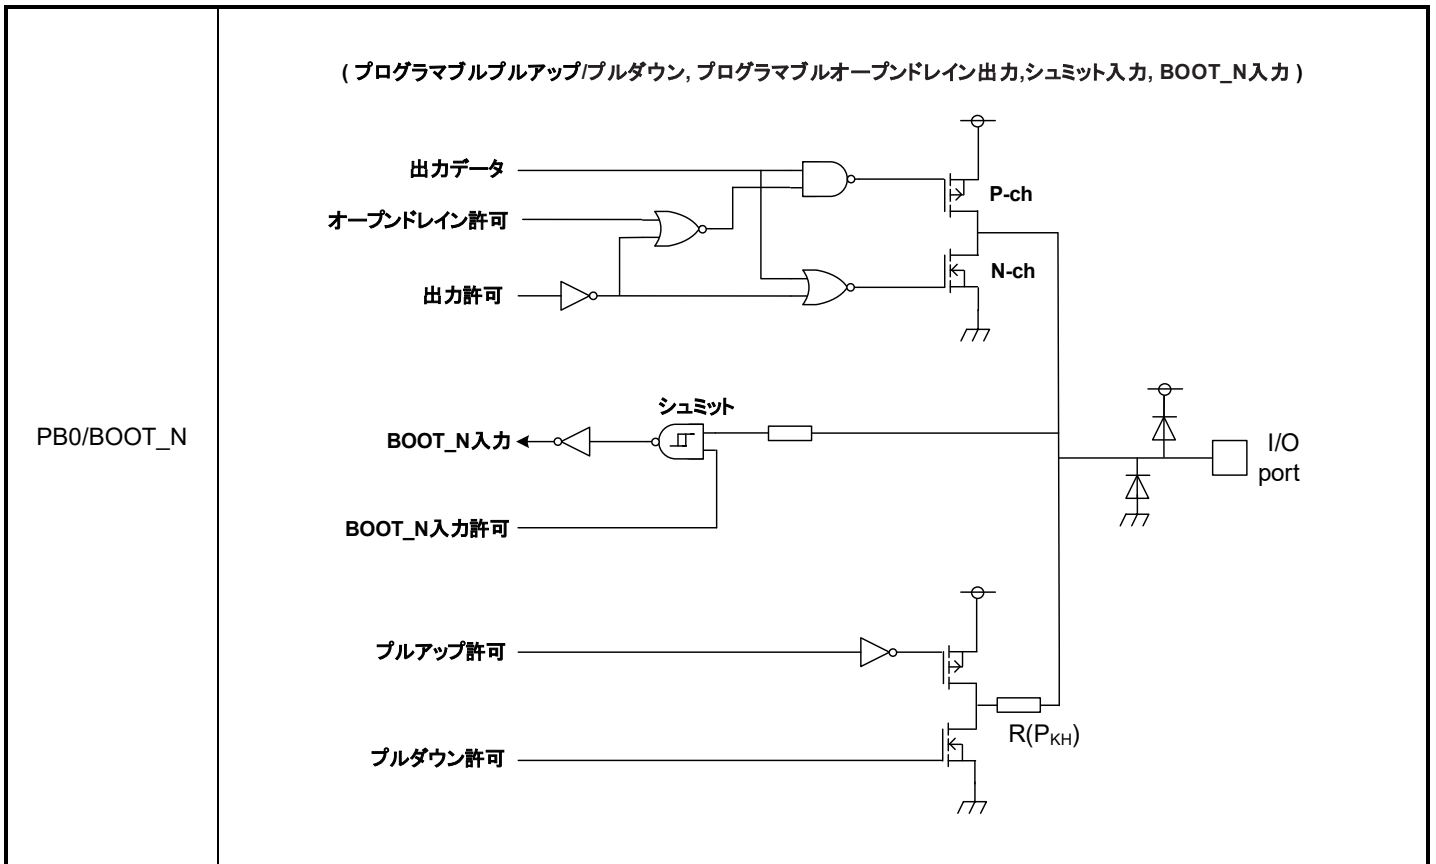 ( プログラマブルプルアップ/プルダウン, プログラマブルオープンドレイン出力,シュミット入力, BOOT_N入力 )
出力データ
P-ch
オープンドレイン許可
N-ch
出力許可
シュミット
PB0/BOOT_N
BOOT_N入力
I/O
port
BOOT_N入力許可
プルアップ許可
R(PKH)
プルダウン許可